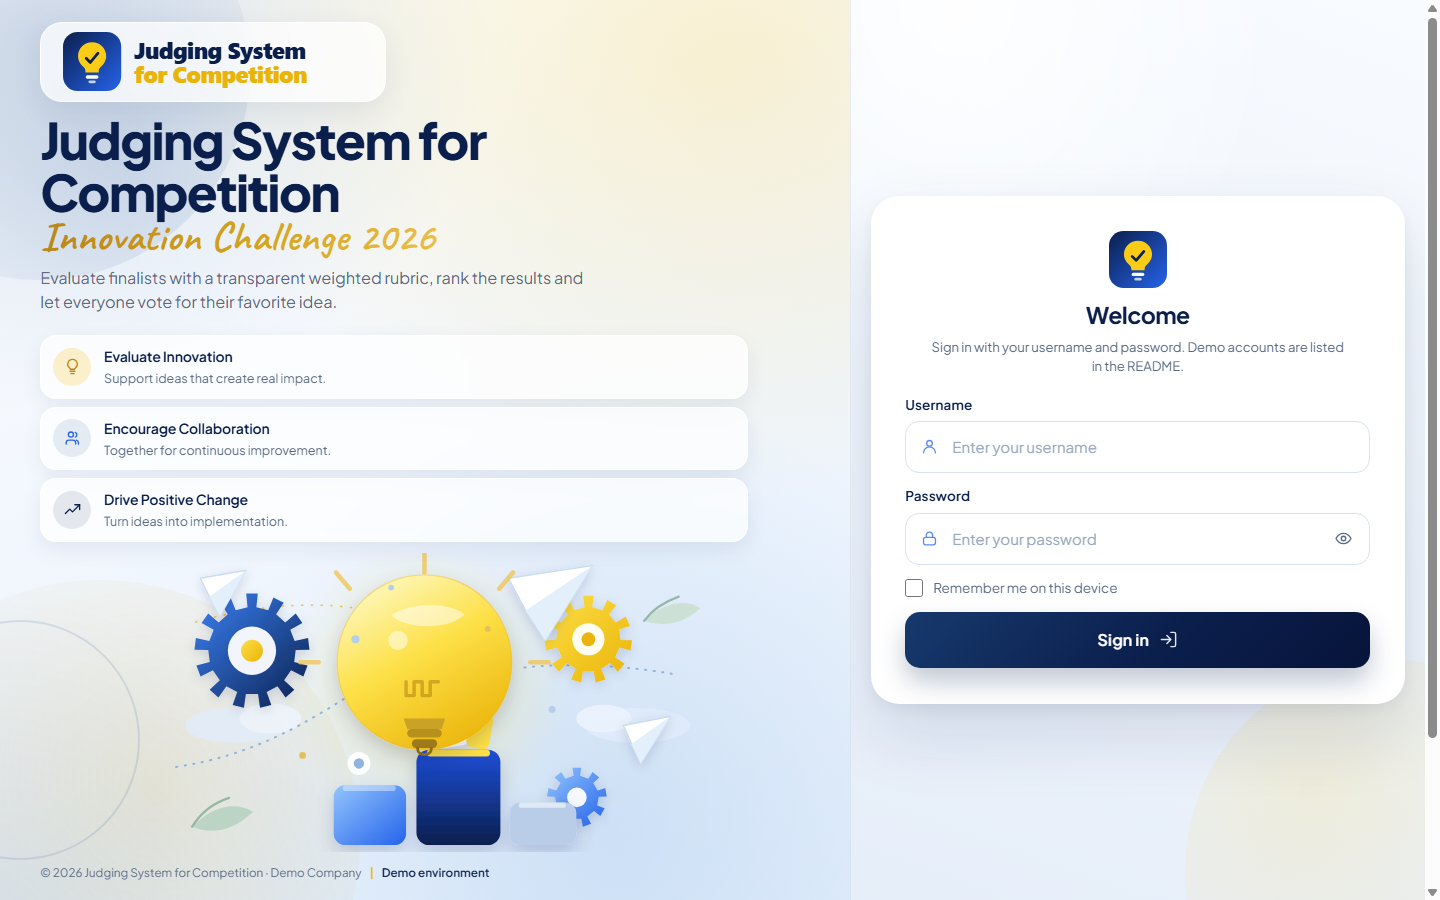 Judging System
for Competition
Judging System for
Competition
Innovation Challenge 2026
Evaluate finalists with a transparent weighted rubric, rank the results and
let everyone vote for their favorite idea.
Evaluate Innovation
Support ideas that create real impact.
Encourage Collaboration
Together for continuous improvement.
Drive Positive Change
Turn ideas into implementation.
© 2026 Judging System for Competition · Demo Company | Demo environment
Welcome
Sign in with your username and password. Demo accounts are listed
in the README.
Username
Enter your username
Password
Enter your password
Remember me on this device
Sign in